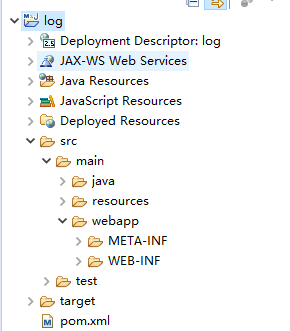 log
Deployment Descriptor: log
JAX-WS Web Services
Java Resources
JavaScript Resources
Deployed Resources
src
main
java
resources
webapp
META-INF
WEB-INF
test
target
pom.xml